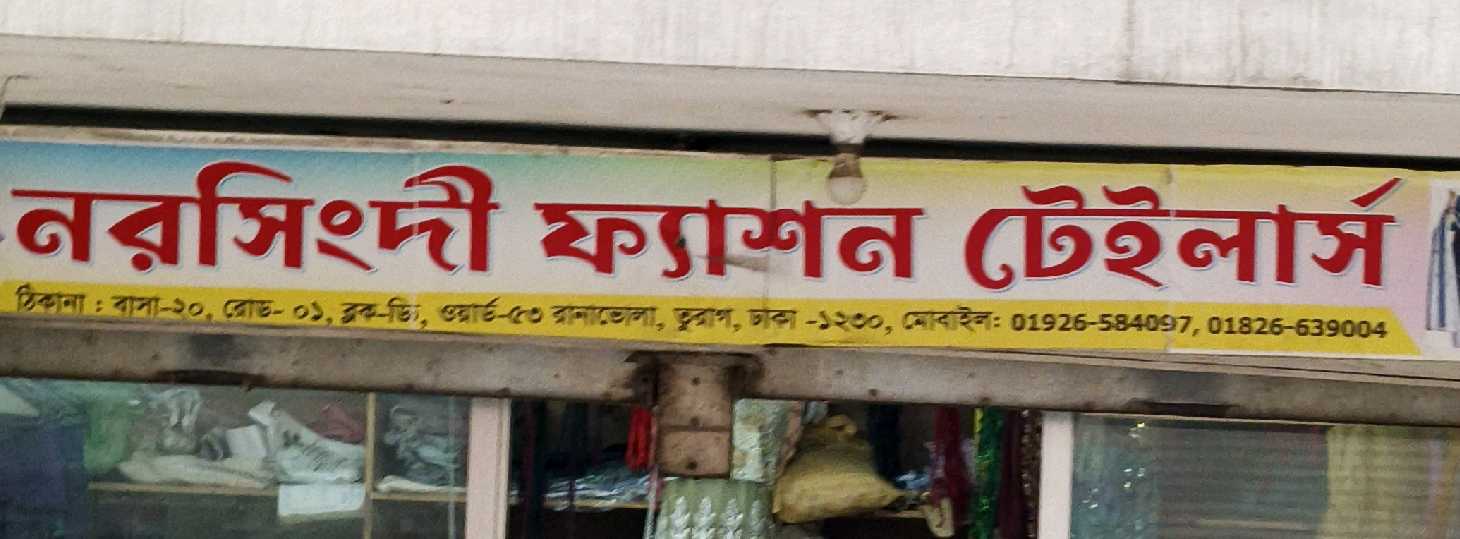 নরসিংদী ফ্যাশন টেইলার্স
ঠিকানা : বাসা-২০, রোড- ০১, ব্লক-ডি, ওয়ার্ড-৫৩ রানাভোলা, তুরাগ, ঢাকা -১২৩০, মোবাইল: 01926-584097, 01826-639004